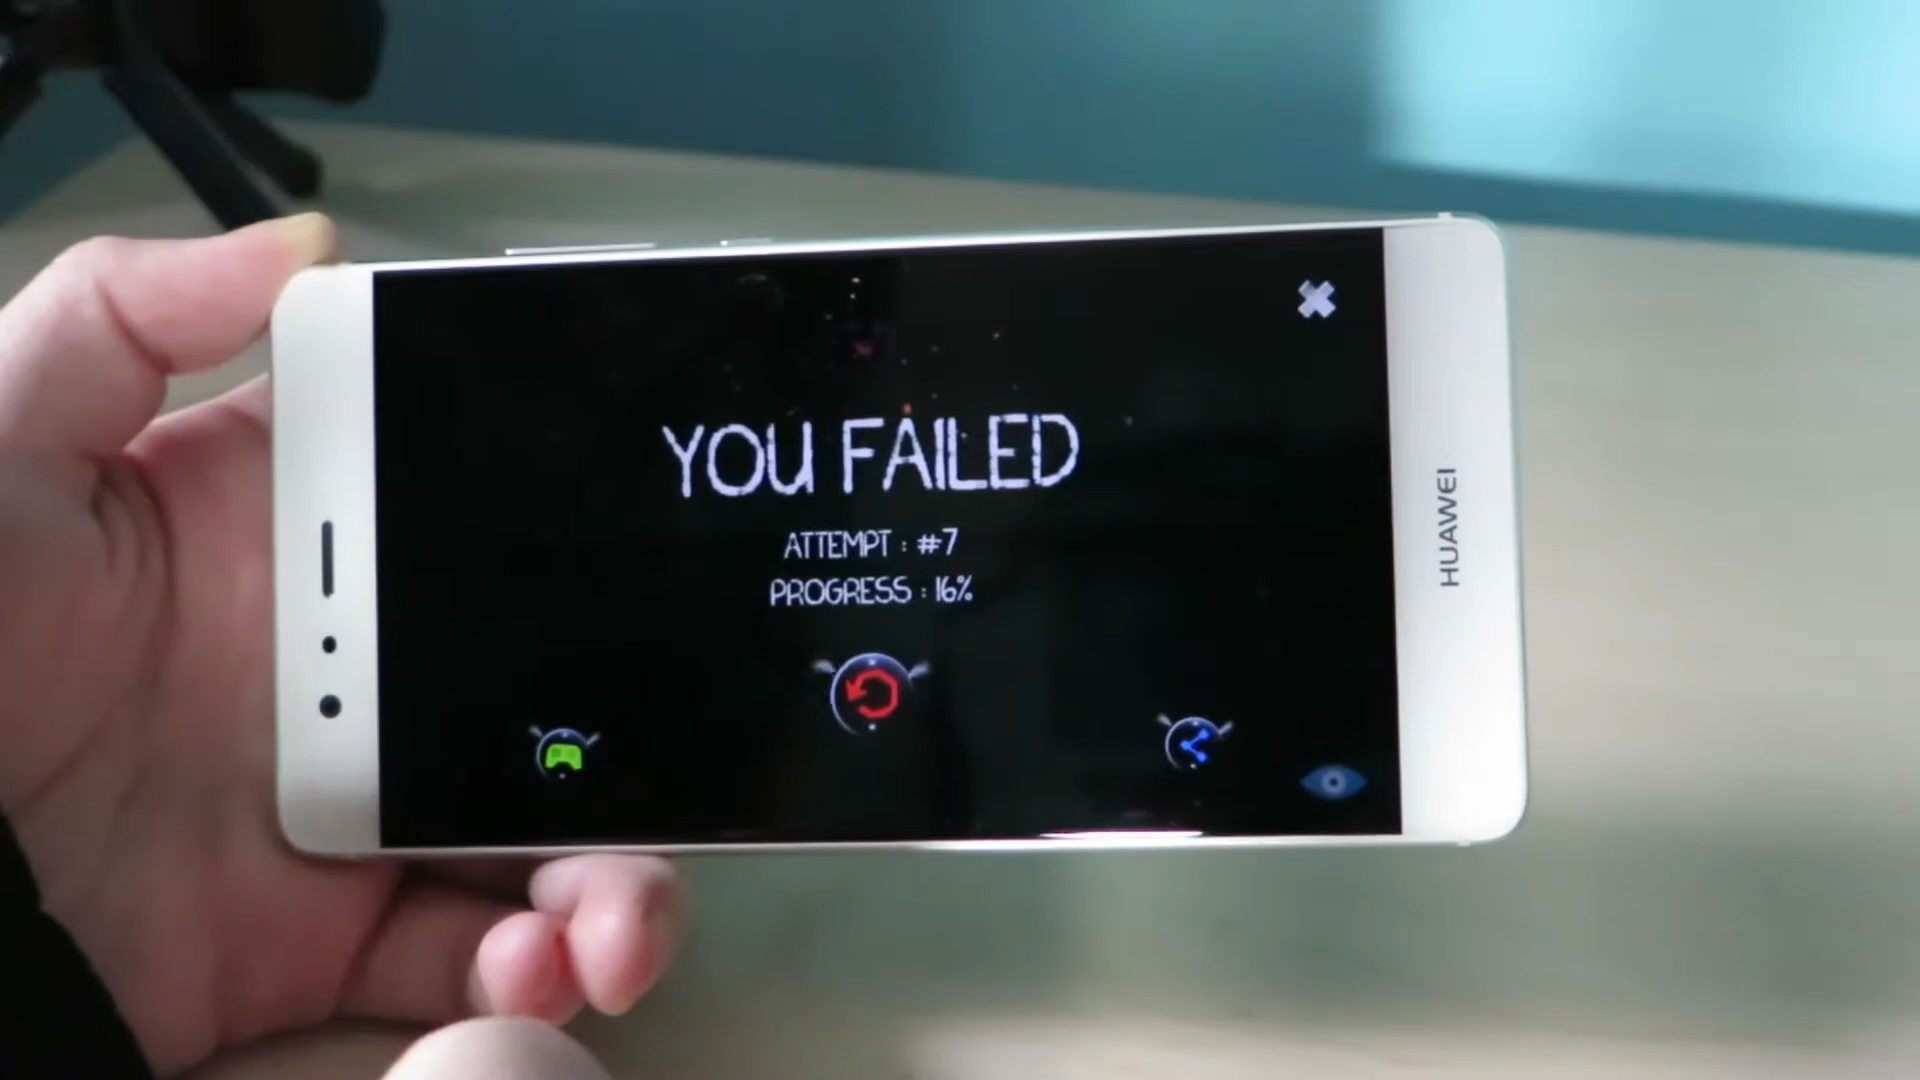 YOU FAILED
ATTEMPT : #7
PROGRESS : 16%
HUAWEI